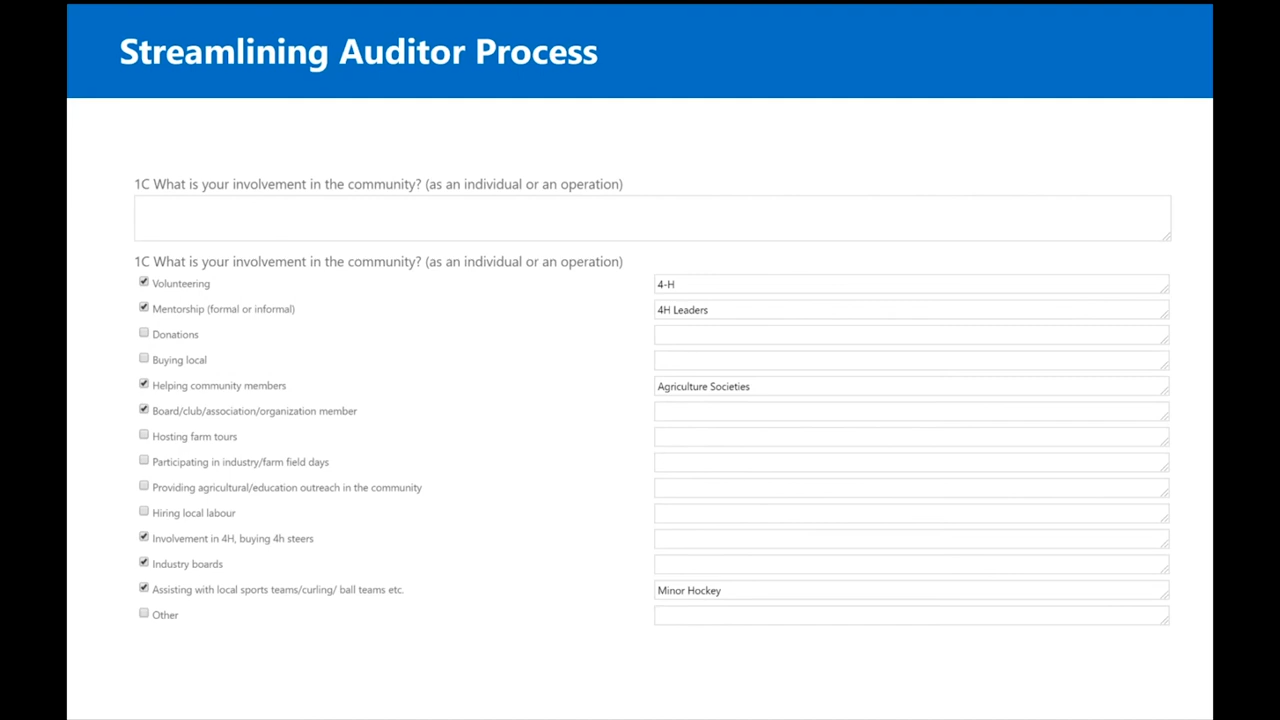 Streamlining Auditor Process
1C What is your involvement in the community? (as an individual or an operation)
1C What is your involvement in the community? (as an individual or an operation)
Volunteering 4-H
Mentorship (formal or informal) 4H Leaders
Donations
Buying local
Helping community members Agriculture Societies
Board/club/association/organization member
Hosting farm tours
Participating in industry/farm field days
Providing agricultural/education outreach in the community
Hiring local labour
Involvement in 4H, buying 4h steers
Industry boards
Assisting with local sports teams/curling/ ball teams etc. Minor Hockey
Other